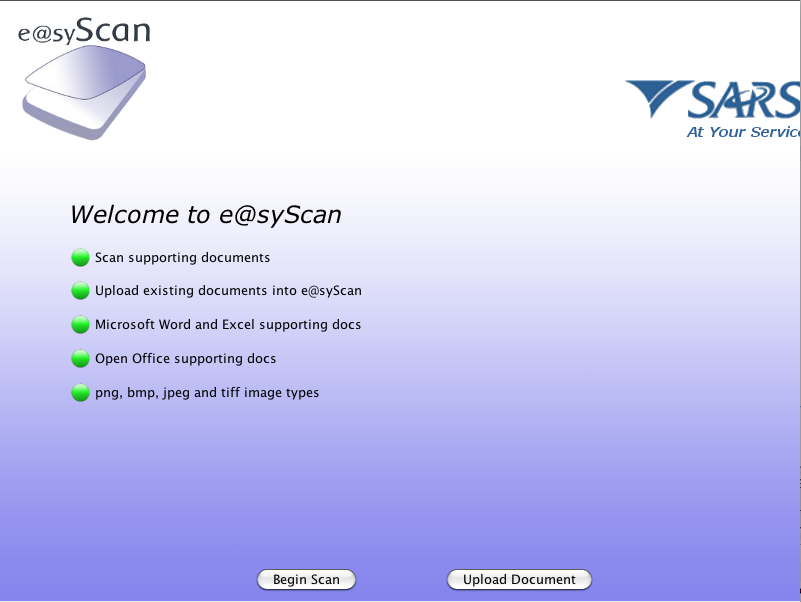 e@syScan
SARS
At Your Servic
Welcome to e@syScan
Scan supporting documents
Upload existing documents into e@syScan
Microsoft Word and Excel supporting docs
Open Office supporting docs
png, bmp, jpeg and tiff image types
Begin Scan
Upload Document